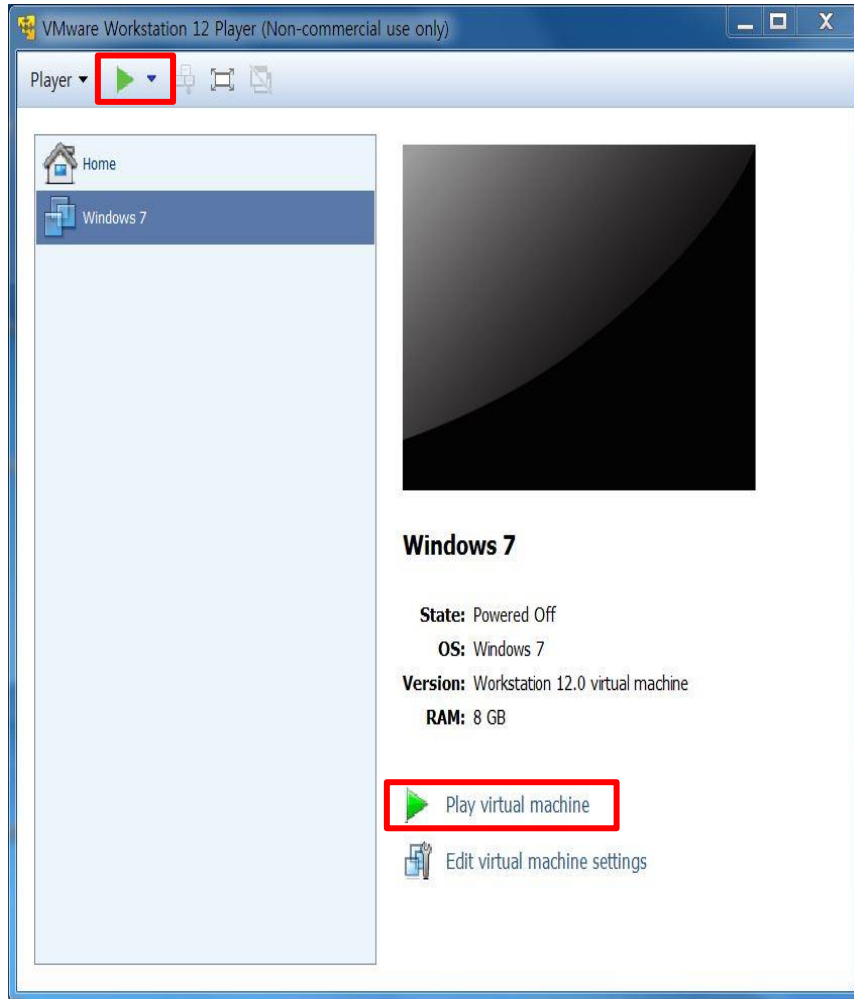 VMware Workstation 12 Player (Non-commercial use only)
Player
Home
Windows 7
Windows 7
State: Powered Off
OS: Windows 7
Version: Workstation 12.0 virtual machine
RAM: 8 GB
Play virtual machine
Edit virtual machine settings